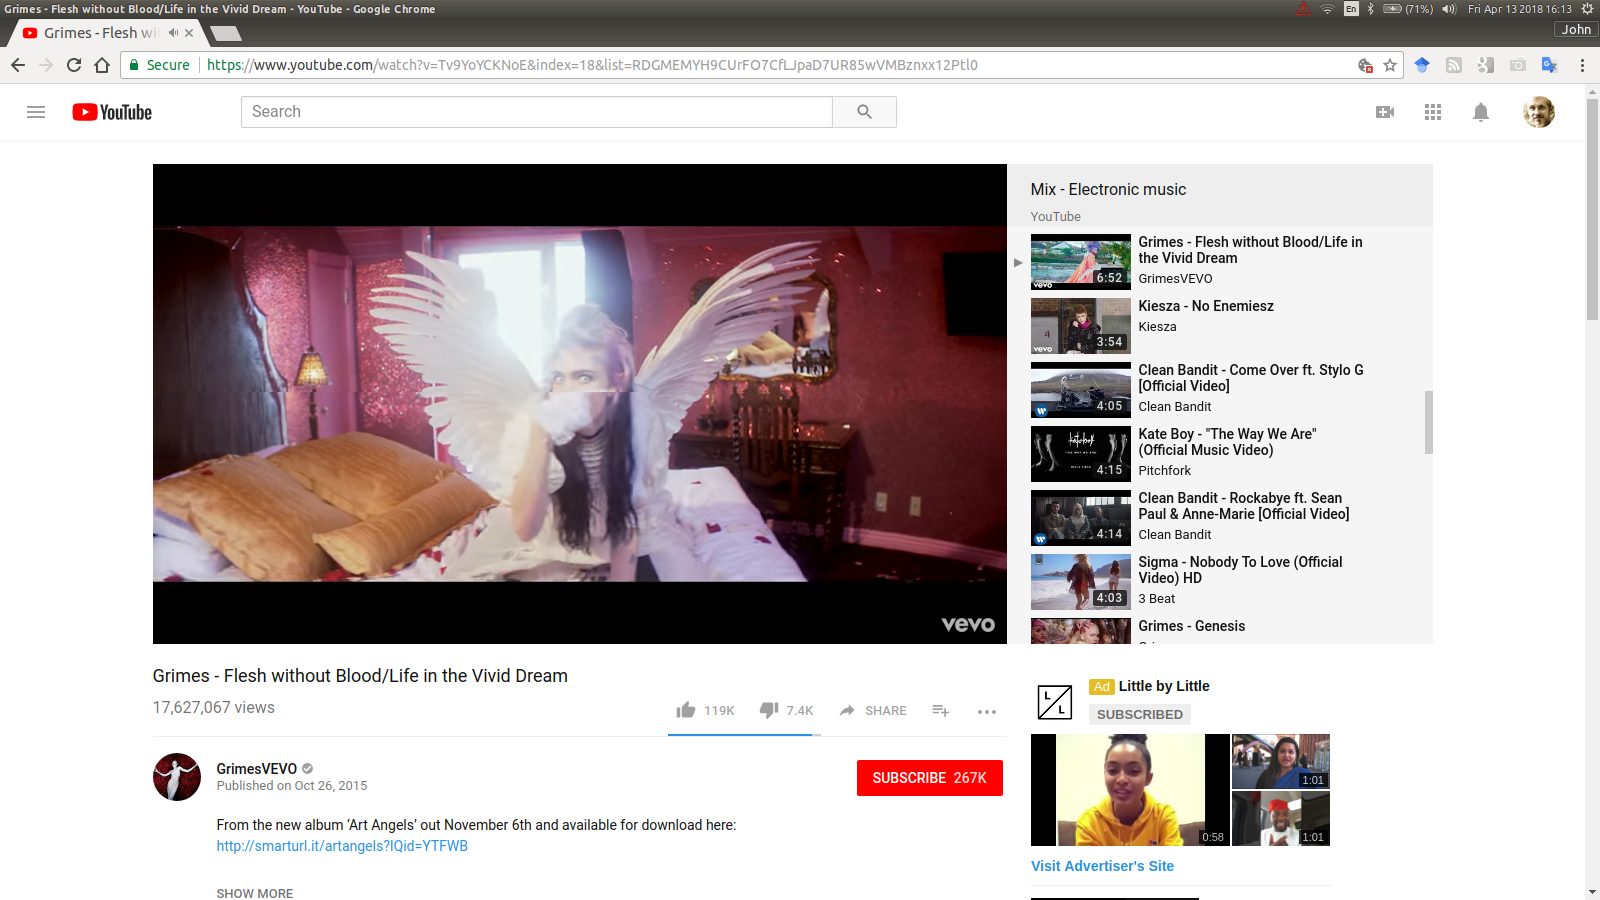 Grimes - Flesh without Blood/Life in the Vivid Dream - YouTube - Google Chrome
En
(71%)
Fri Apr 13 2018 16:13
Grimes - Flesh wi
John
Secure
https://www.youtube.com/watch?v=Tv9YoYCKNoE&index=18&list=RDGMEMYH9CUrFO7CfLJpaD7UR85wVMBznxx12Ptl0
YouTube
Search
vevo
Mix - Electronic music
YouTube
Grimes - Flesh without Blood/Life in
the Vivid Dream
GrimesVEVO
6:52
vevo
Kiesza - No Enemiesz
Kiesza
4
3:54
vevo
Clean Bandit - Come Over ft. Stylo G
[Official Video]
Clean Bandit
4:05
Kate Boy - "The Way We Are"
(Official Music Video)
Pitchfork
4:15
Clean Bandit - Rockabye ft. Sean
Paul & Anne-Marie [Official Video]
Clean Bandit
4:14
Sigma - Nobody To Love (Official
Video) HD
3 Beat
4:03
Grimes - Genesis
Grimes - Flesh without Blood/Life in the Vivid Dream
17,627,067 views
119K
7.4K
SHARE
GrimesVEVO
Published on Oct 26, 2015
SUBSCRIBE 267K
From the new album ‘Art Angels’ out November 6th and available for download here:
http://smarturl.it/artangels?IQid=YTFWB
SHOW MORE
L
L
Ad Little by Little
SUBSCRIBED
0:58
1:01
1:01
Visit Advertiser's Site